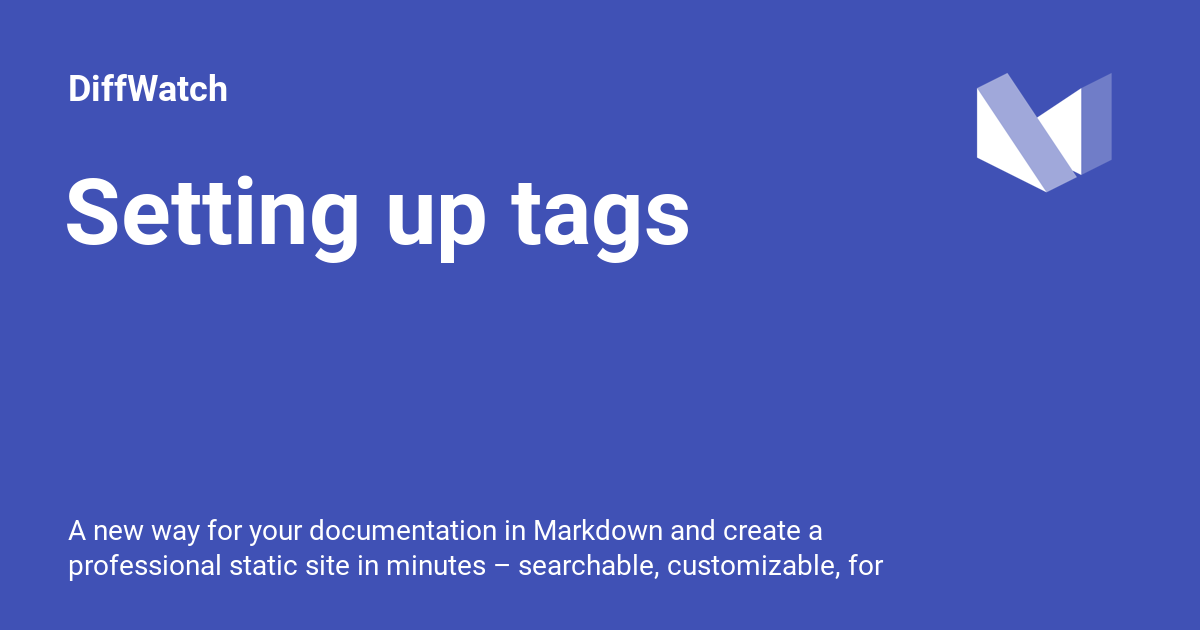 DiffWatch
Setting up tags
A new way for your documentation in Markdown and create a
professional static site in minutes – searchable, customizable, for